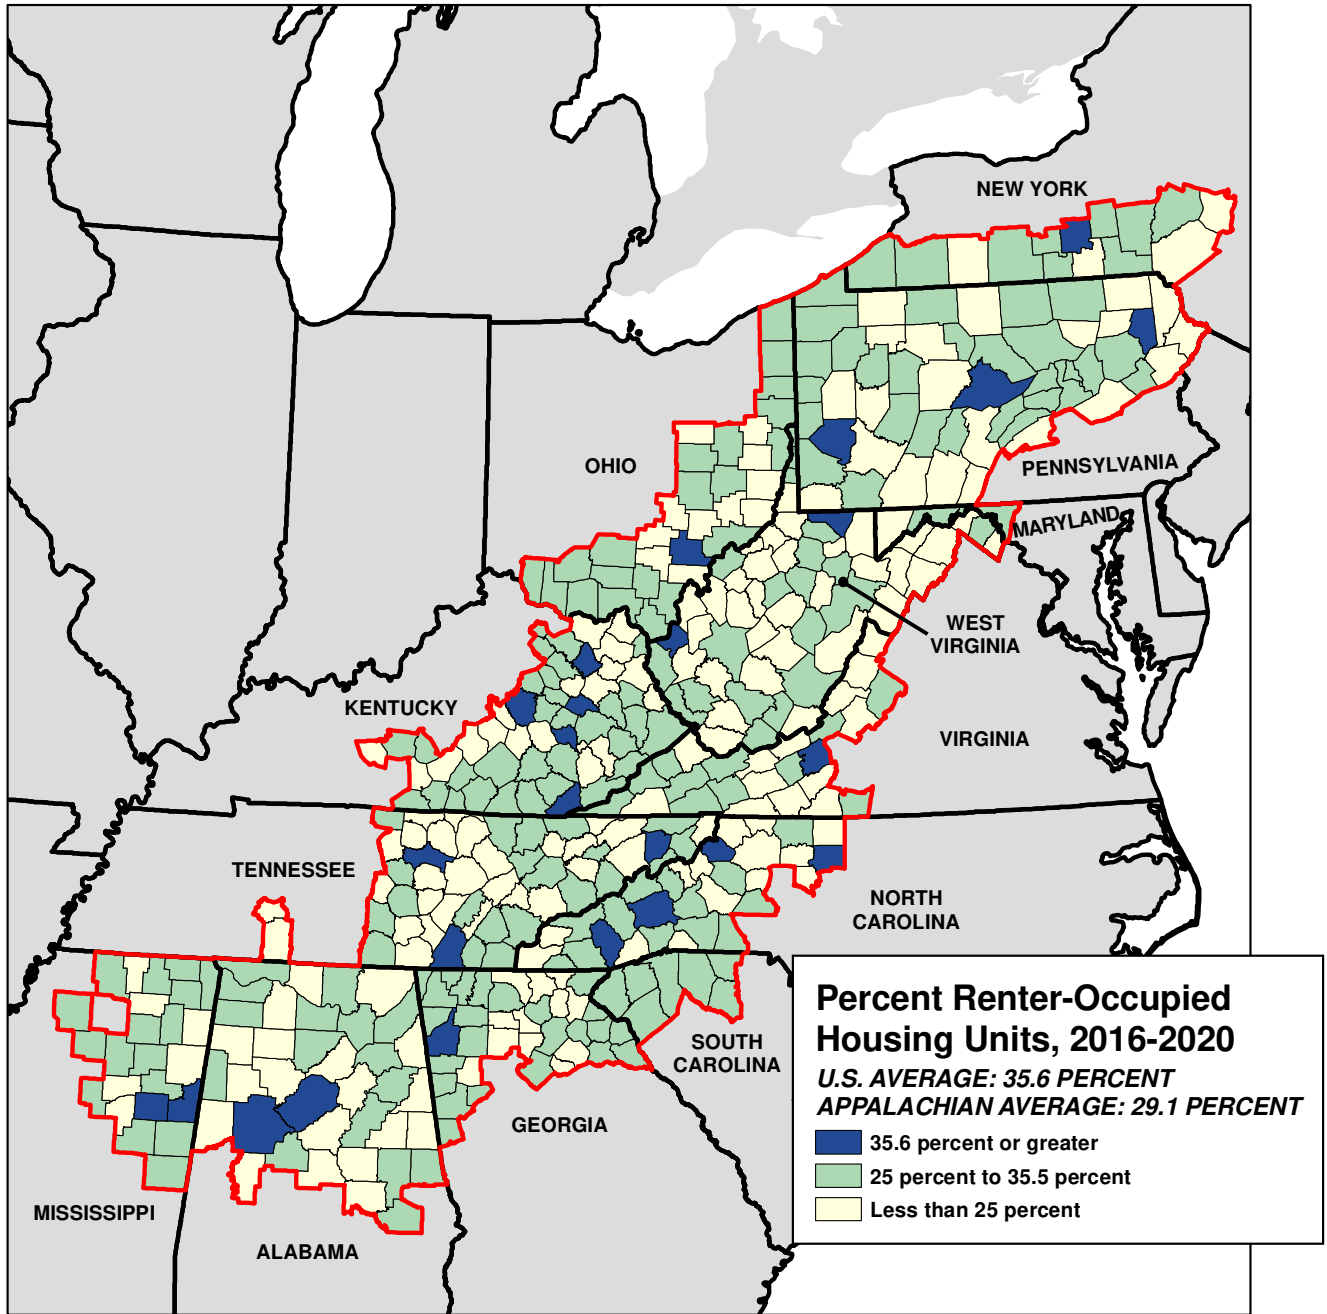 NEW YORK
OHIO
PENNSYLVANIA
MARYLAND
WEST
VIRGINIA
KENTUCKY
VIRGINIA
TENNESSEE
NORTH
CAROLINA
SOUTH
CAROLINA
GEORGIA
MISSISSIPPI
ALABAMA
Percent Renter-Occupied
Housing Units, 2016-2020
U.S. AVERAGE: 35.6 PERCENT
APPALACHIAN AVERAGE: 29.1 PERCENT
35.6 percent or greater
25 percent to 35.5 percent
Less than 25 percent